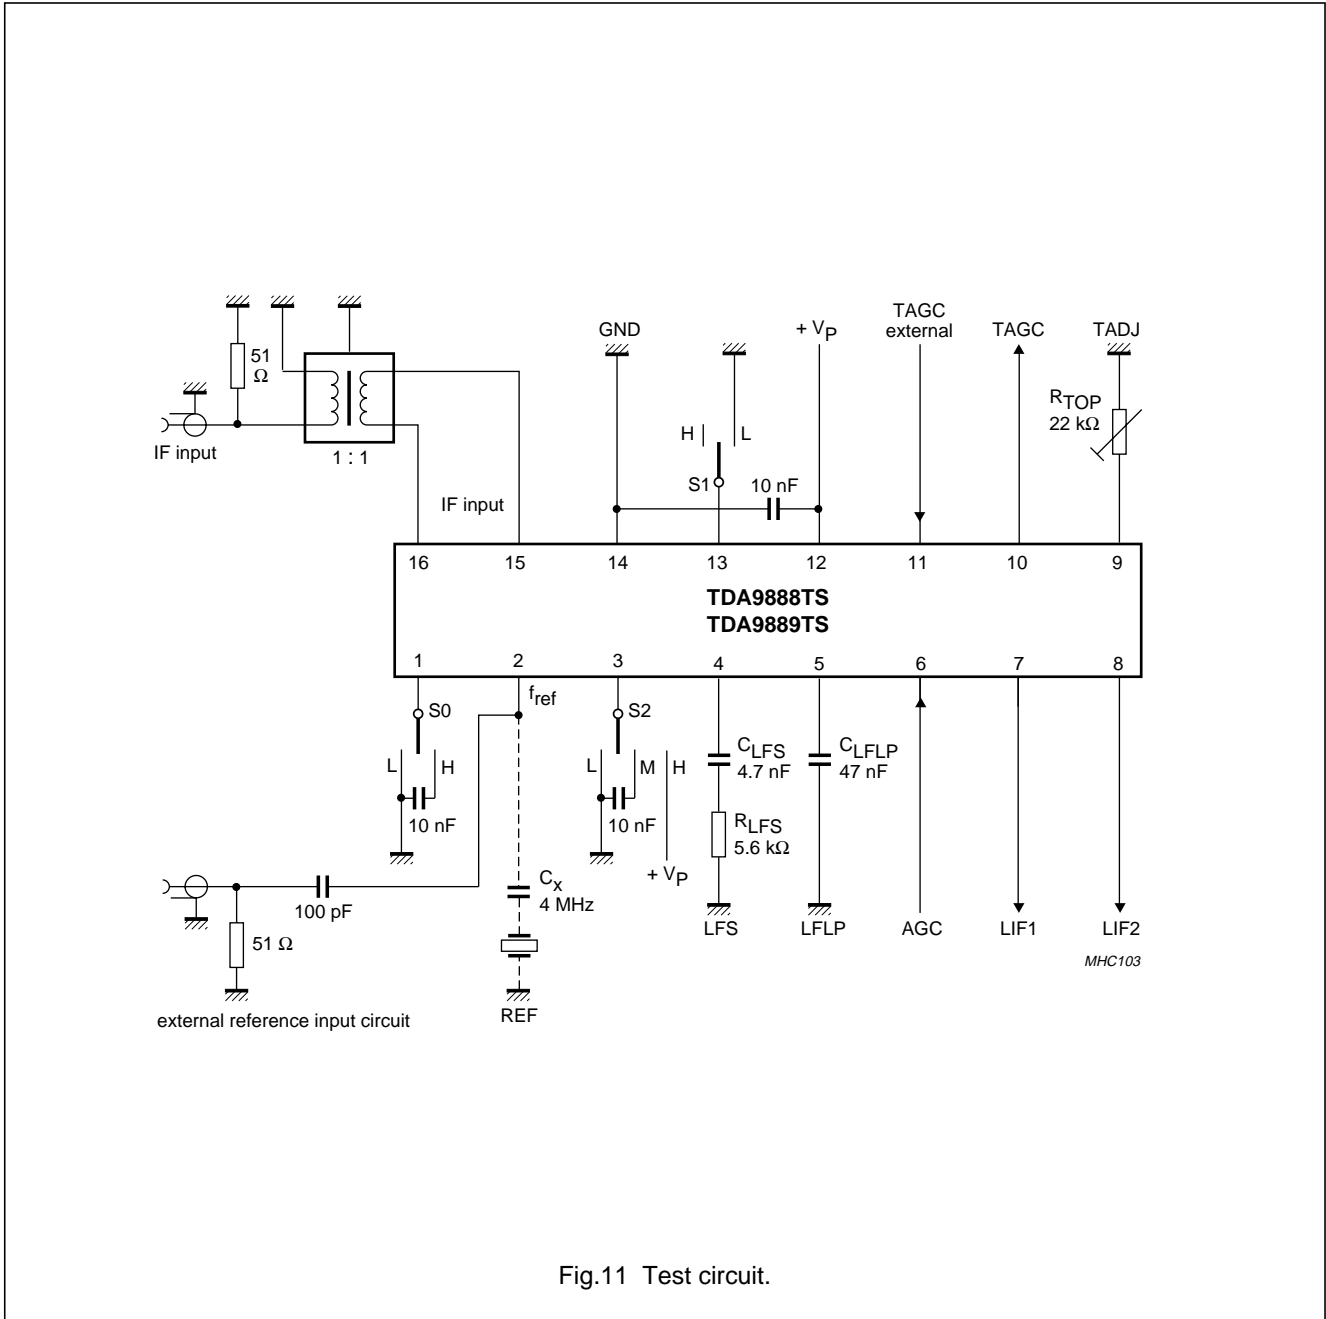 TAGC
external
GND
+ VP
TAGC
TADJ
51
Ω
RTOP
22 kΩ
H
L
IF input
1 : 1
S1
10 nF
IF input
16
15
14
13
12
11
10
9
TDA9888TS
TDA9889TS
1
2
3
4
5
6
7
8
fref
S0
S2
L
H
L
M
H
CLFS
4.7 nF
CLFLP
47 nF
10 nF
10 nF
RLFS
5.6 kΩ
+ VP
Cx
4 MHz
100 pF
51 Ω
LFS
LFLP
AGC
LIF1
LIF2
MHC103
REF
external reference input circuit
Fig.11 Test circuit.